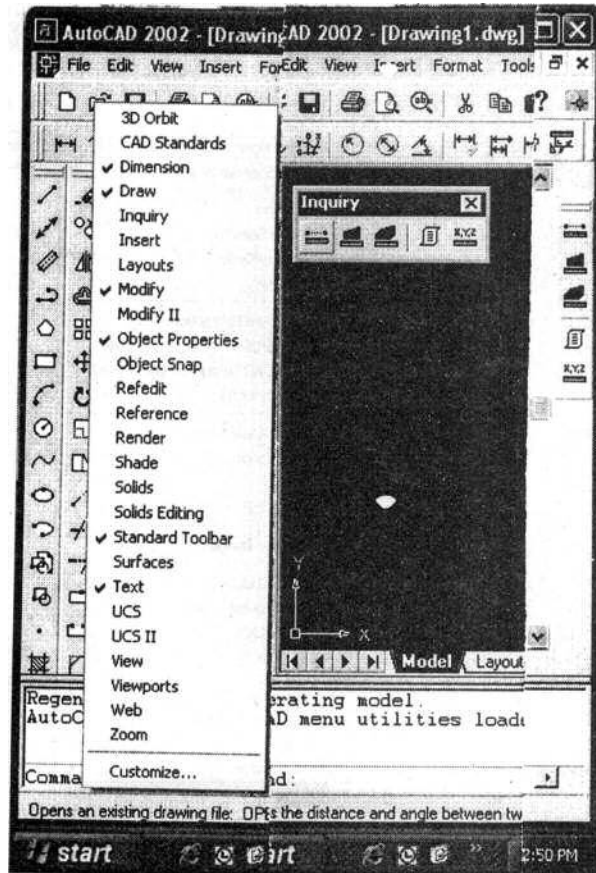 AutoCAD 2002 - [DrawingCAD 2002 - [Drawing1.dwg]
File Edit View Insert ForEdit View Insert Format Tools
3D Orbit
CAD Standards
Dimension
Draw
Inquiry
Insert
Layouts
Modify
Modify II
Object Properties
Object Snap
Refedit
Reference
Render
Shade
Solids
Solids Editing
Standard Toolbar
Surfaces
Text
UCS
UCS II
View
Viewports
Web
Zoom
Customize...
Inquiry
X,Y,Z
X,Y,Z
Y
X
Model Layout
Regen erating model.
AutoC AD menu utilities load
Comma nd:
Opens an existing drawing file: OPs the distance and angle between tw
start art 2:50 PM